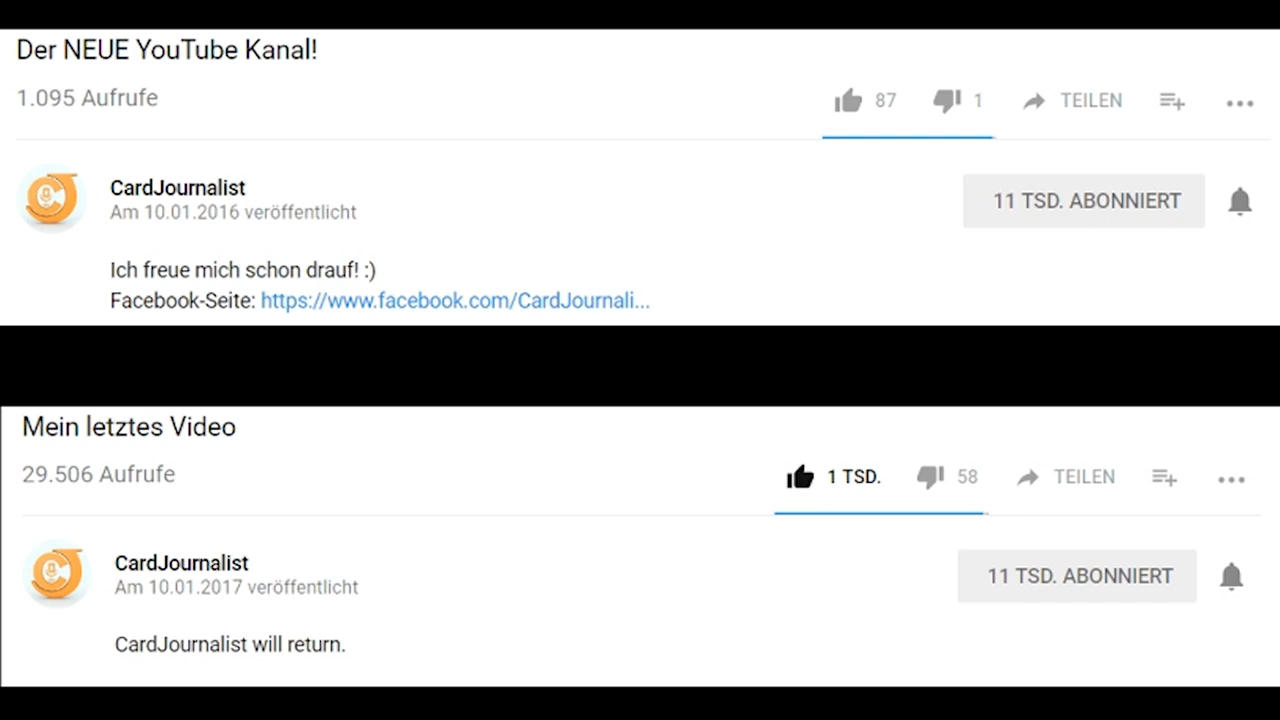 Der NEUE YouTube Kanal!
1.095 Aufrufe
87 1 TEILEN
CardJournalist
Am 10.01.2016 veröffentlicht
11 TSD. ABONNIERT
Ich freue mich schon drauf! :)
Facebook-Seite: https://www.facebook.com/CardJournali...
Mein letztes Video
29.506 Aufrufe
1 TSD. 58 TEILEN
CardJournalist
Am 10.01.2017 veröffentlicht
11 TSD. ABONNIERT
CardJournalist will return.